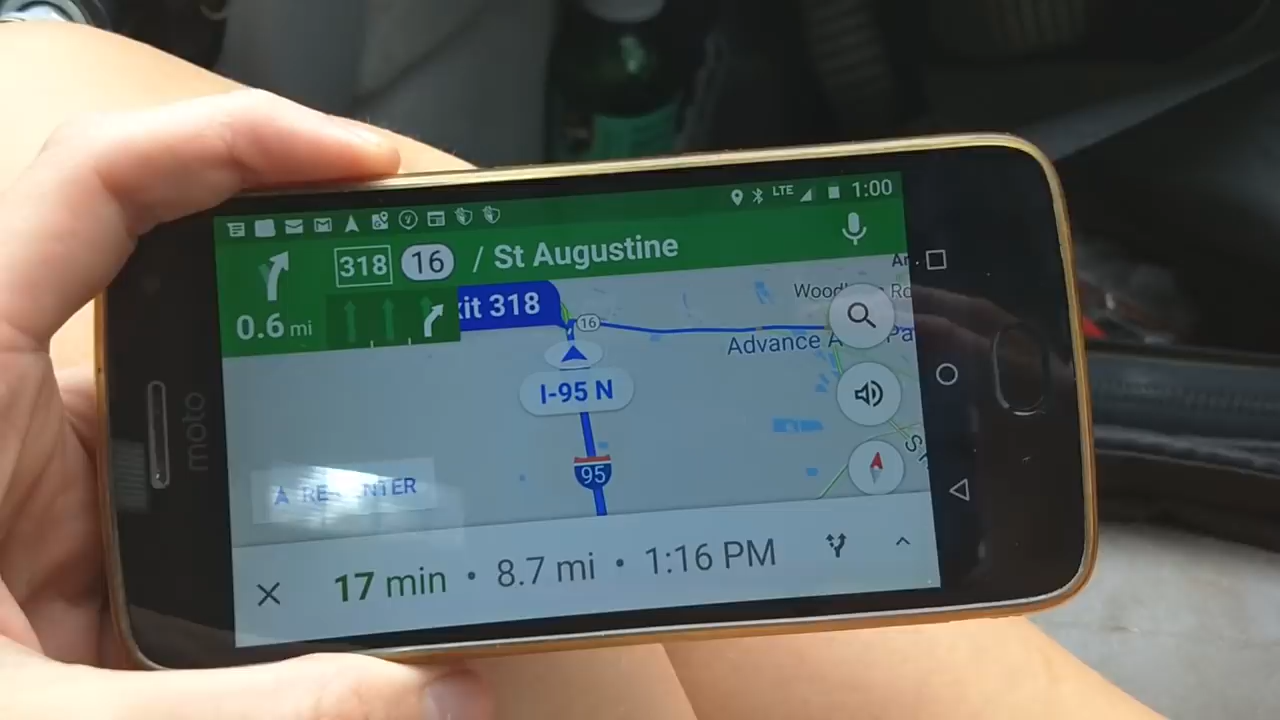 LTE 1:00
318 16 / St Augustine
0.6 mi
xit 318
16
Advance
I-95 N
95
RE-CENTER
17 min • 8.7 mi • 1:16 PM
moto